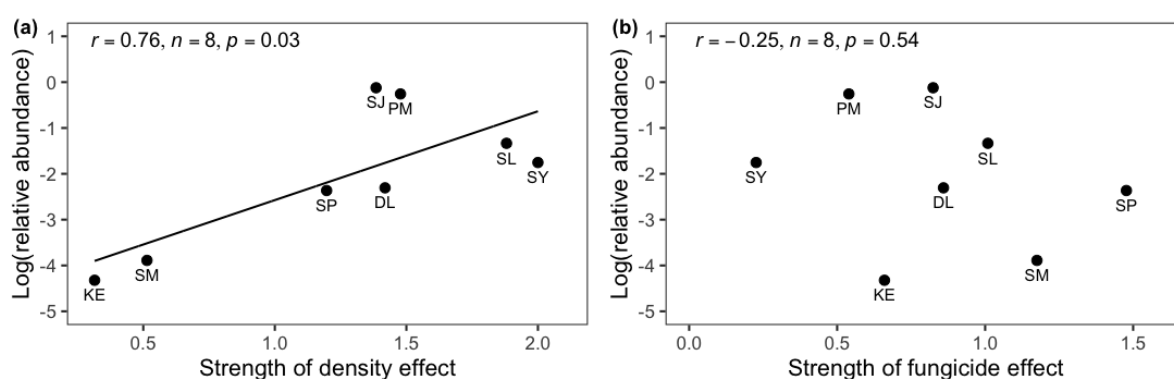 (a)
r = 0.76, n = 8, p = 0.03
Log(relative abundance)
1
0
-1
-2
-3
-4
-5
SJ
PM
SL
SY
SP
DL
SM
KE
0.5
1.0
1.5
2.0
Strength of density effect
(b)
r = −0.25, n = 8, p = 0.54
Log(relative abundance)
1
0
-1
-2
-3
-4
-5
PM
SJ
SL
SY
DL
SP
SM
KE
0.0
0.5
1.0
1.5
Strength of fungicide effect